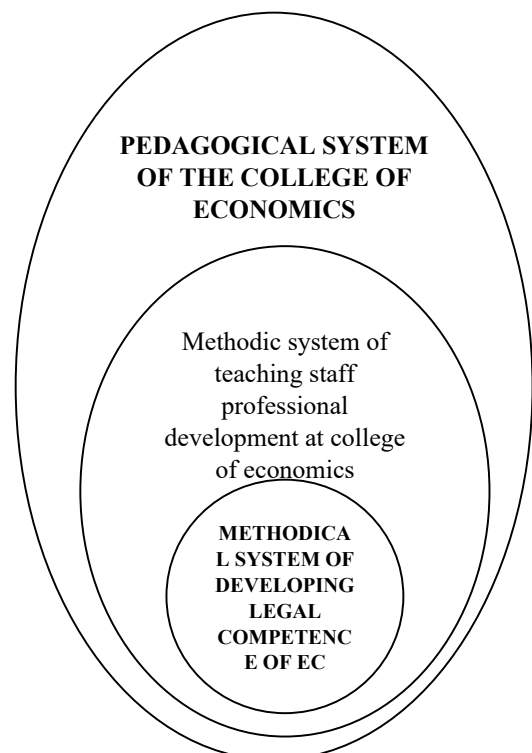 PEDAGOGICAL SYSTEM
OF THE COLLEGE OF
ECONOMICS
Methodic system of
teaching staff
professional
development at college
of economics
METHODICA
L SYSTEM OF
DEVELOPING
LEGAL
COMPETENC
E OF EC